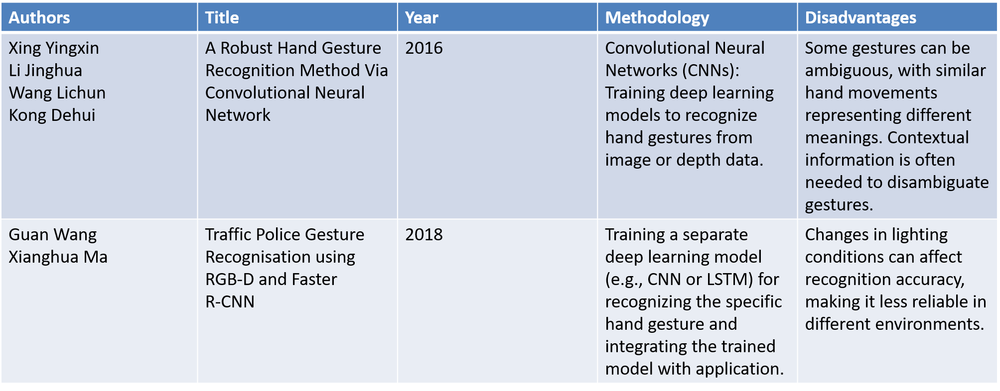 Authors
Title
Year
Methodology
Disadvantages
Xing Yingxin
Li Jinghua
Wang Lichun
Kong Dehui
A Robust Hand Gesture
Recognition Method Via
Convolutional Neural
Network
2016
Convolutional Neural
Networks (CNNs):
Training deep learning
models to recognize
hand gestures from
image or depth data.
Some gestures can be
ambiguous, with similar
hand movements
representing different
meanings. Contextual
information is often
needed to disambiguate
gestures.
Guan Wang
Xianghua Ma
Traffic Police Gesture
Recognisation using
RGB-D and Faster
R-CNN
2018
Training a separate
deep learning model
(e.g., CNN or LSTM) for
recognizing the specific
hand gesture and
integrating the trained
model with application.
Changes in lighting
conditions can affect
recognition accuracy,
making it less reliable in
different environments.